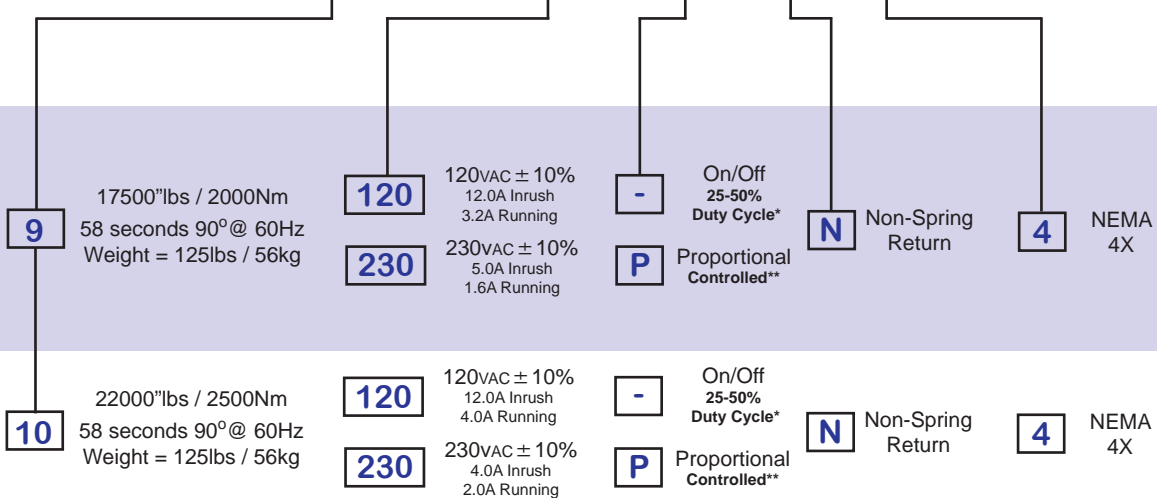 9
17500"lbs / 2000Nm
58 seconds 90º@ 60Hz
Weight = 125lbs / 56kg
120
120VAC ± 10%
12.0A Inrush
3.2A Running
230
230VAC ± 10%
5.0A Inrush
1.6A Running
-
On/Off
25-50%
Duty Cycle*
P
Proportional
Controlled**
N
Non-Spring
Return
4
NEMA
4X
10
22000"lbs / 2500Nm
58 seconds 90º@ 60Hz
Weight = 125lbs / 56kg
120
120VAC ± 10%
12.0A Inrush
4.0A Running
230
230VAC ± 10%
4.0A Inrush
2.0A Running
-
On/Off
25-50%
Duty Cycle*
P
Proportional
Controlled**
N
Non-Spring
Return
4
NEMA
4X